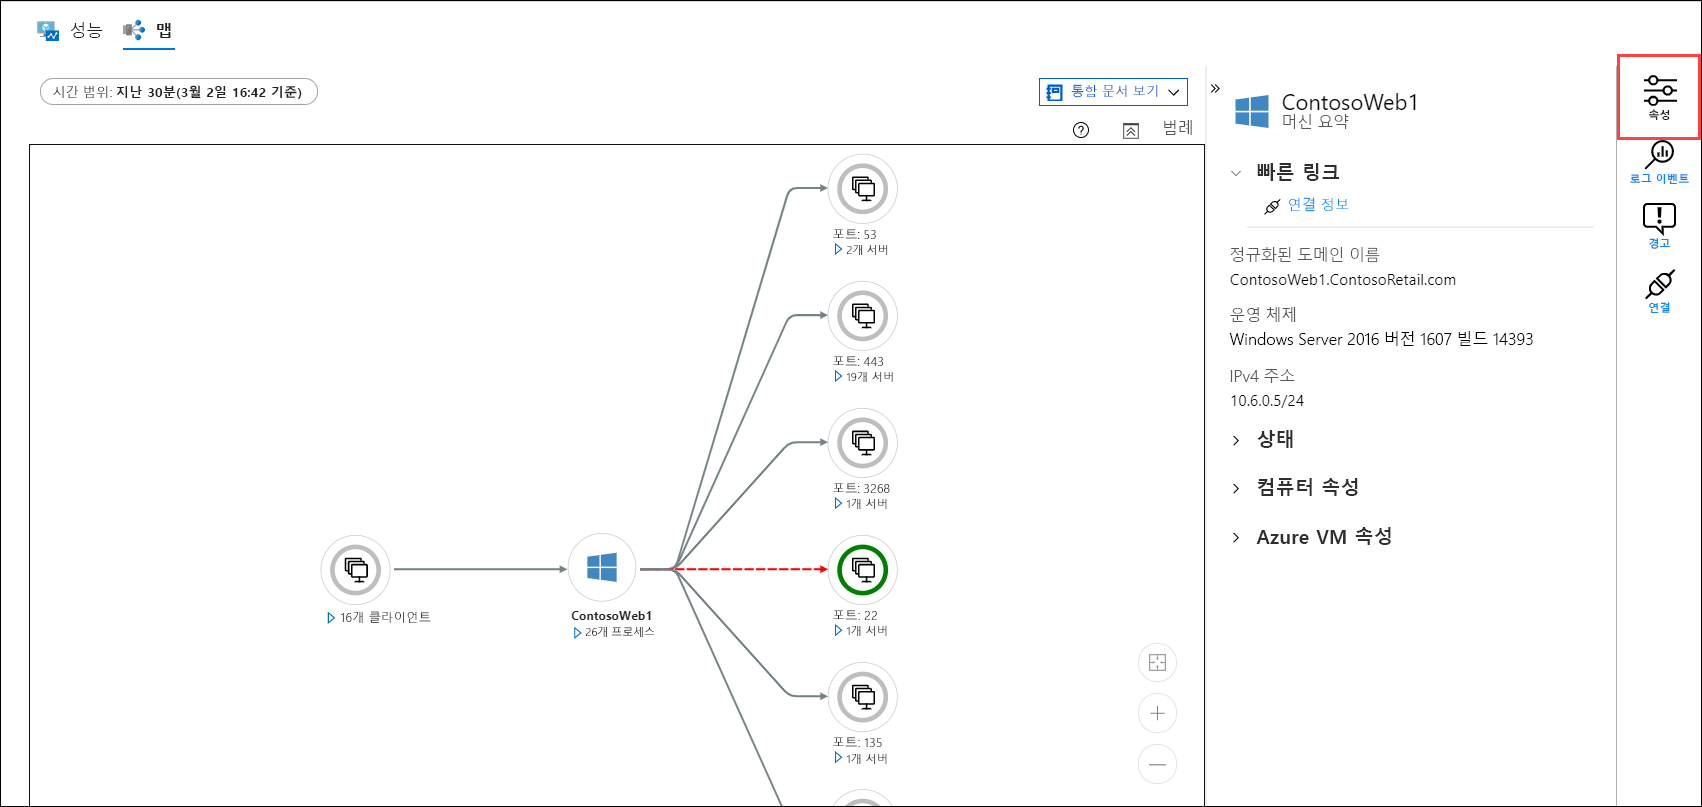 성능
맵
시간 범위: 지난 30분(3월 2일 16:42 기준)
통합 문서 보기
범례
포트: 53
2개 서버
포트: 443
19개 서버
포트: 3268
1개 서버
16개 클라이언트
ContosoWeb1
26개 프로세스
포트: 22
1개 서버
포트: 135
1개 서버
ContosoWeb1
머신 요약
빠른 링크
연결 정보
정규화된 도메인 이름
ContosoWeb1.ContosoRetail.com
운영 체제
Windows Server 2016 버전 1607 빌드 14393
IPv4 주소
10.6.0.5/24
상태
컴퓨터 속성
Azure VM 속성
속성
로그 이벤트
경고
연결